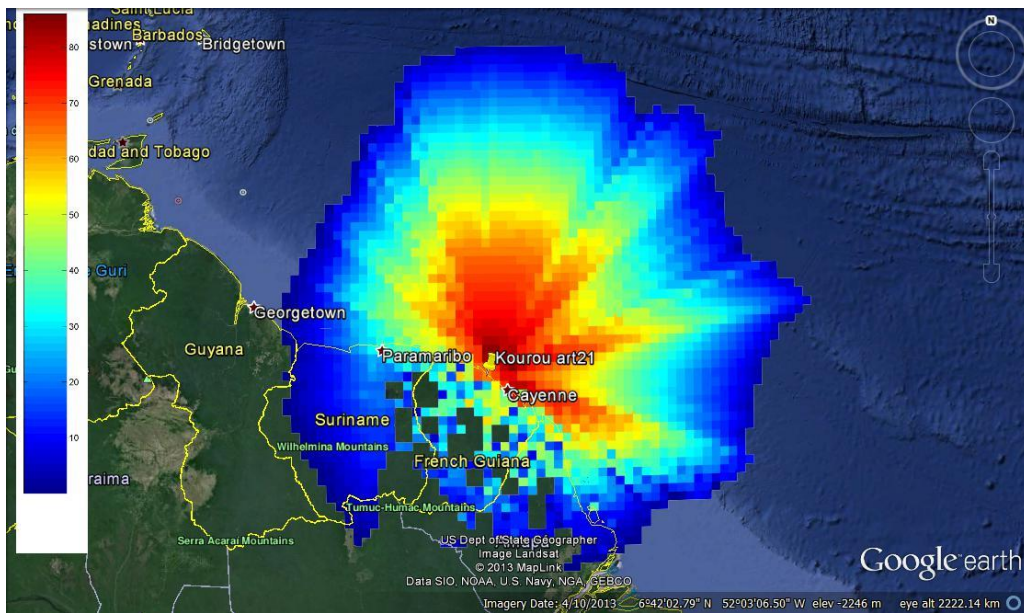 Saint Lucia
nadines
Barbados
stown
Bridgetown
Grenada
dad and Tobago
Guri
Georgetown
Guyana
Paramaribo
Kourou art21
Cayenne
Suriname
Wilhelmina Mountains
French Guiana
raima
Tumuc-Humac Mountains
Serra Acarai Mountains
US Dept of State Geographer
Image Landsat
© 2013 MapLink
Data SIO, NOAA, U.S. Navy, NGA, GEBCO
Google earth
Imagery Date: 4/10/2013 6°42'02.79" N 52°03'06.50" W elev -2246 m eye alt 2222.14 km
N
80
70
60
50
40
30
20
10